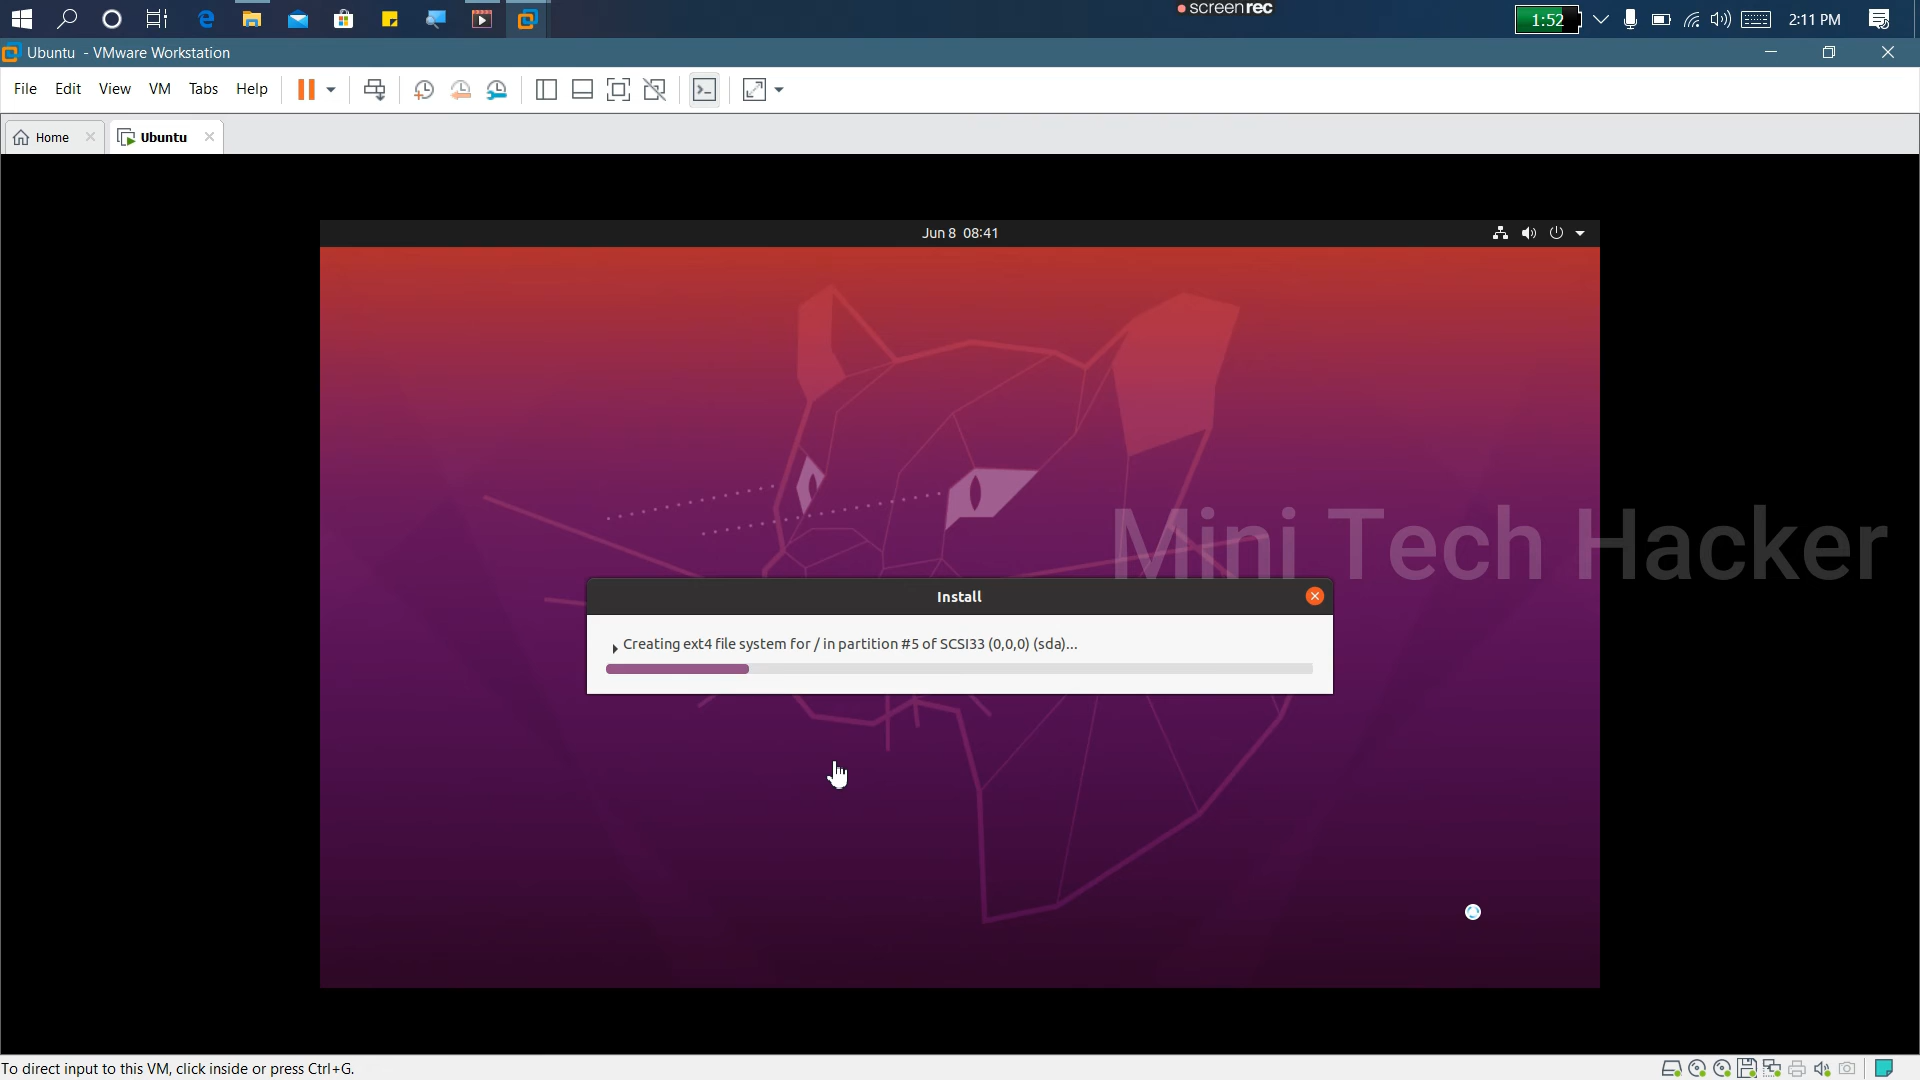 screenrec
1:52
2:11 PM
Ubuntu - VMware Workstation
File Edit View VM Tabs Help
Home
Ubuntu
Jun 8 08:41
Mini Tech Hacker
Install
Creating ext4 file system for / in partition #5 of SCSI33 (0,0,0) (sda)...
To direct input to this VM, click inside or press Ctrl+G.